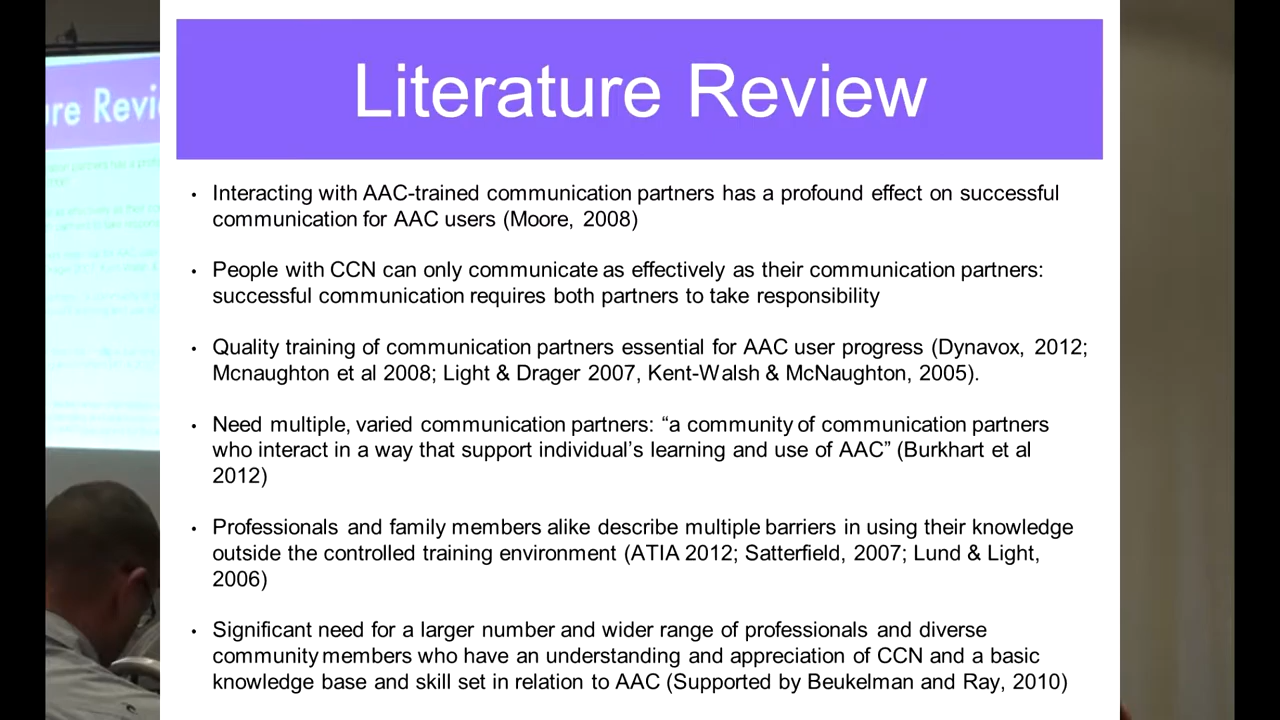 Literature Review
• Interacting with AAC-trained communication partners has a profound effect on successful
communication for AAC users (Moore, 2008)
• People with CCN can only communicate as effectively as their communication partners:
successful communication requires both partners to take responsibility
• Quality training of communication partners essential for AAC user progress (Dynavox, 2012;
Mcnaughton et al 2008; Light & Drager 2007, Kent-Walsh & McNaughton, 2005).
• Need multiple, varied communication partners: “a community of communication partners
who interact in a way that support individual’s learning and use of AAC” (Burkhart et al
2012)
• Professionals and family members alike describe multiple barriers in using their knowledge
outside the controlled training environment (ATIA 2012; Satterfield, 2007; Lund & Light,
2006)
• Significant need for a larger number and wider range of professionals and diverse
community members who have an understanding and appreciation of CCN and a basic
knowledge base and skill set in relation to AAC (Supported by Beukelman and Ray, 2010)